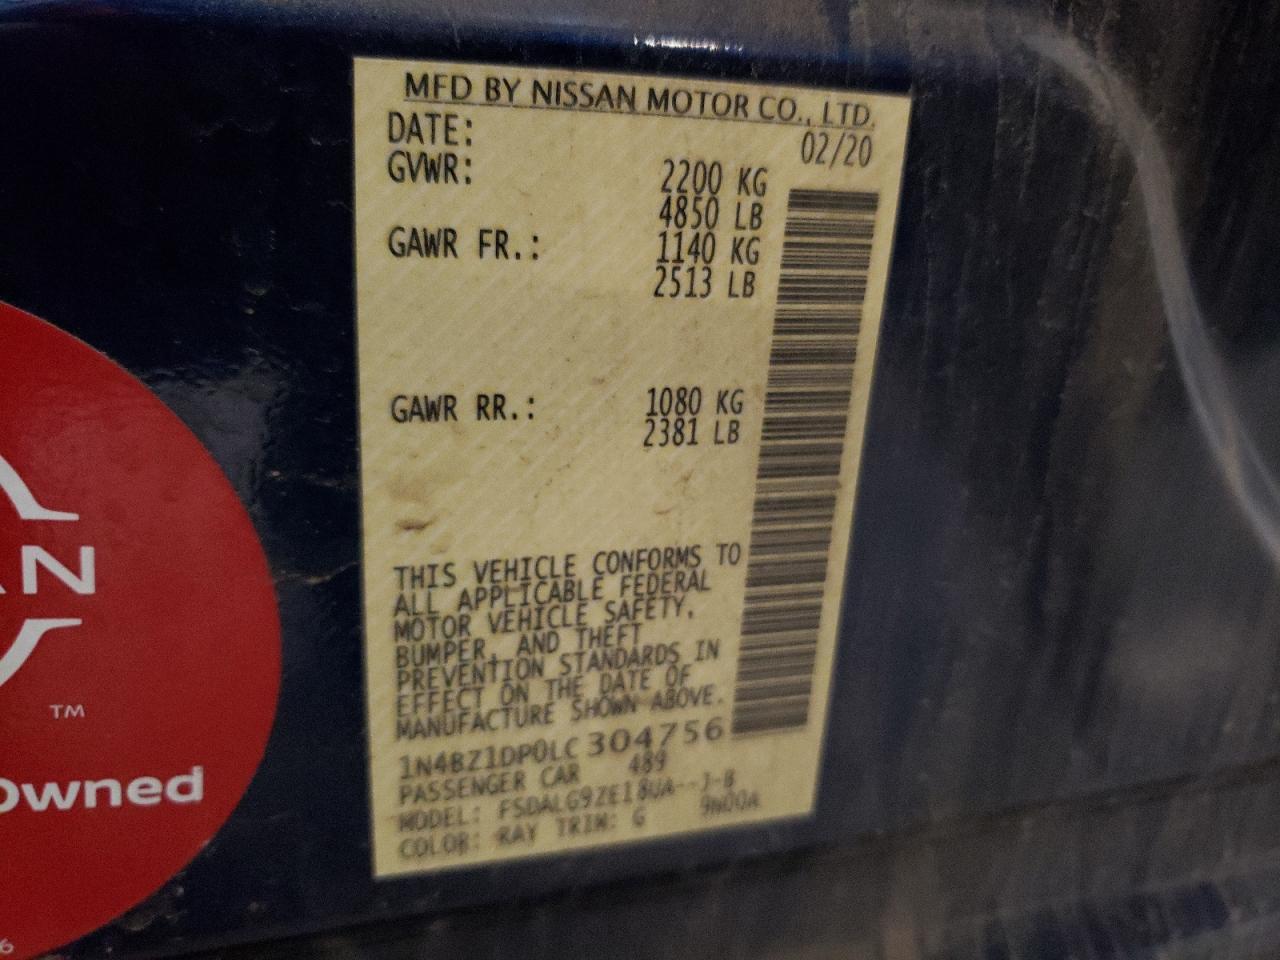 MFD BY NISSAN MOTOR CO., LTD.
DATE: 02/20
GVWR: 2200 KG
4850 LB
GAWR FR.: 1140 KG
2513 LB
GAWR RR.: 1080 KG
2381 LB
THIS VEHICLE CONFORMS TO
ALL APPLICABLE FEDERAL
MOTOR VEHICLE SAFETY,
BUMPER, AND THEFT
PREVENTION STANDARDS IN
EFFECT ON THE DATE OF
MANUFACTURE SHOWN ABOVE.
1N4BZ1DP0LC304756
PASSENGER CAR 489
MODEL: FSDALG9ZE18UA--J-B
COLOR: RAY TRIM: G
AN
TM
Owned
6